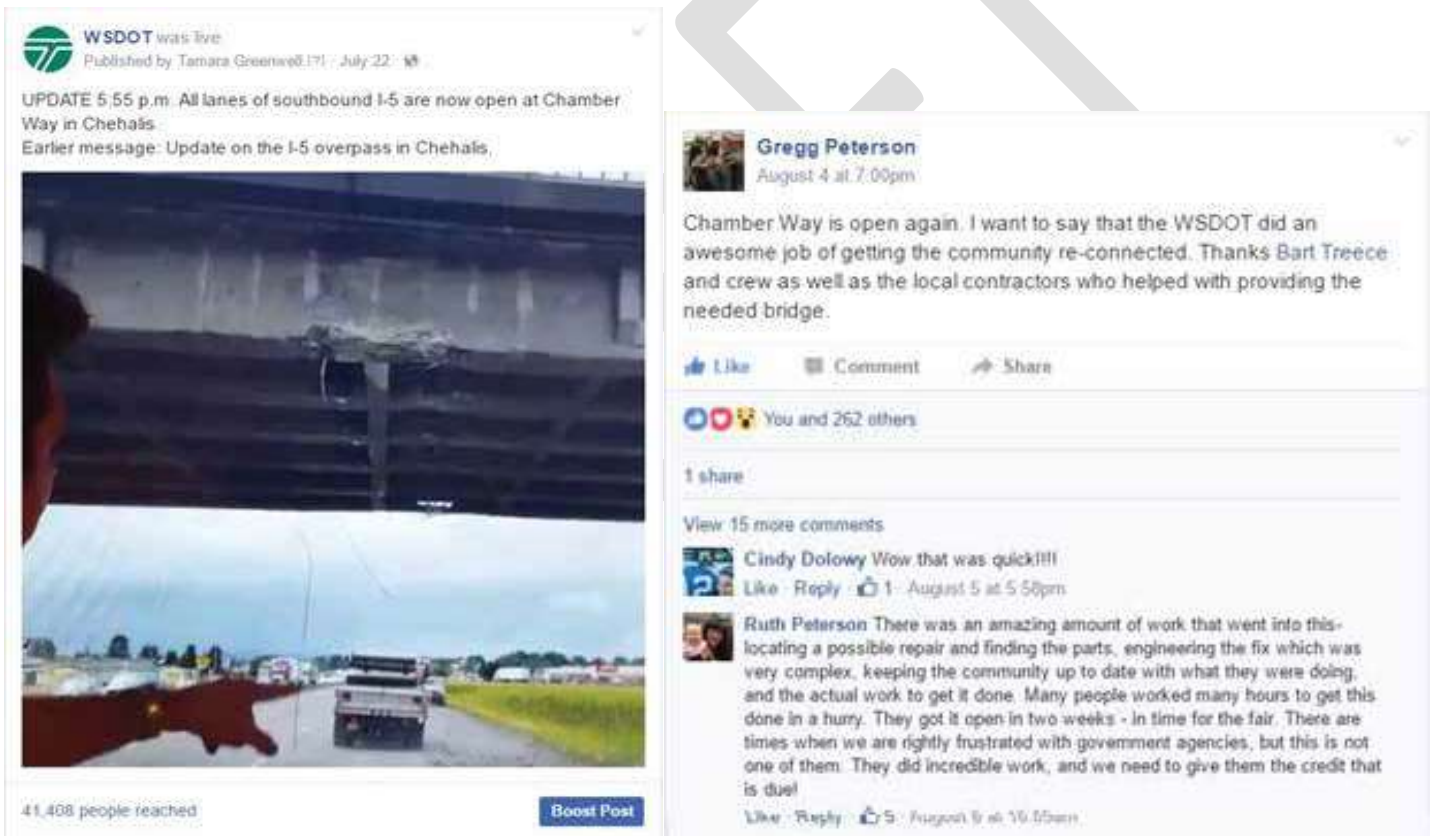 WSDOT was live
Published by Tamara Greenwell [?] · July 22 ·
UPDATE 5:55 p.m. All lanes of southbound I-5 are now open at Chamber
Way in Chehalis.
Earlier message: Update on the I-5 overpass in Chehalis.
41,408 people reached
Boost Post
Gregg Peterson
August 4 at 7:00pm
Chamber Way is open again. I want to say that the WSDOT did an
awesome job of getting the community re-connected. Thanks Bart Treece
and crew as well as the local contractors who helped with providing the
needed bridge.
Like Comment Share
You and 262 others
1 share
View 15 more comments
Cindy Dolowy Wow that was quick!!!!
Like · Reply · 1 · August 5 at 5:58pm
Ruth Peterson There was an amazing amount of work that went into this-
locating a possible repair and finding the parts, engineering the fix which was
very complex, keeping the community up to date with what they were doing,
and the actual work to get it done. Many people worked many hours to get this
done in a hurry. They got it open in two weeks - in time for the fair. There are
times when we are rightly frustrated with government agencies, but this is not
one of them. They did incredible work, and we need to give them the credit that
is due!
Like · Reply · 5 · August at